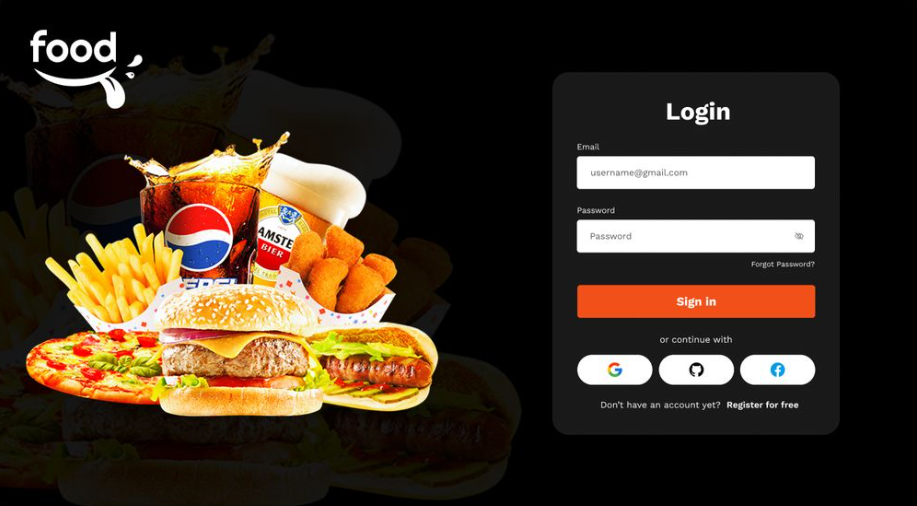 food
Login
Email
username@gmail.com
AMSTE
BIER
Password
Password
Forgot Password?
Sign in
or continue with
Don't have an account yet? Register for free